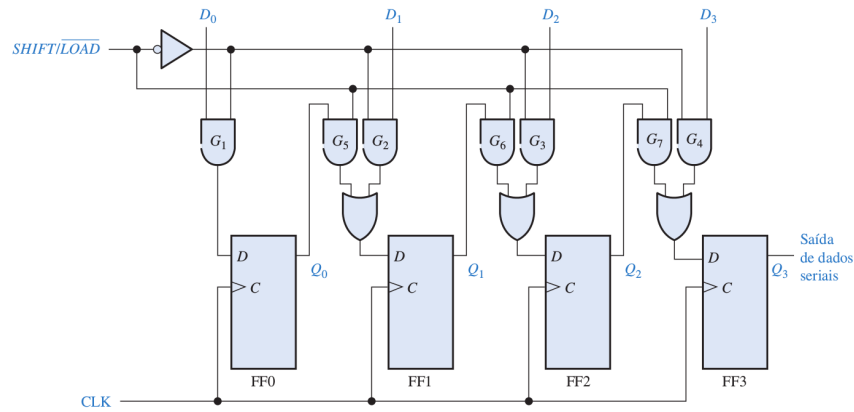 D0 D1 D2 D3
SHIFT/LOAD
G1 G5 G2 G6 G3 G7 G4
Saída
de dados
seriais
D D D D
Q0 Q1 Q2 Q3
C C C C
FF0 FF1 FF2 FF3
CLK